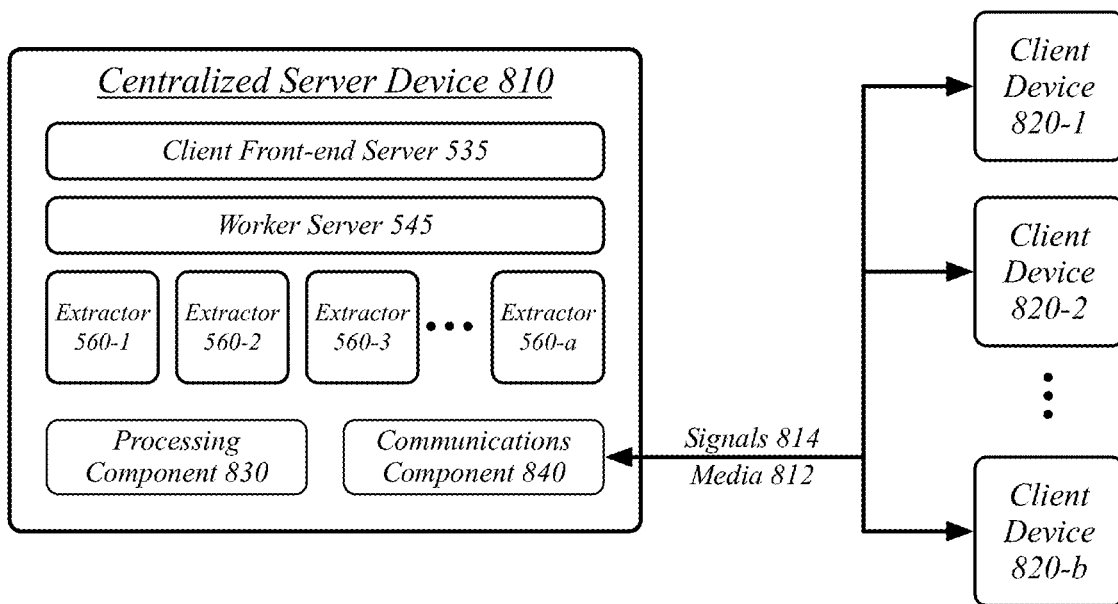 Centralized Server Device 810
Client Front-end Server 535
Worker Server 545
Extractor
560-1
Extractor
560-2
Extractor
560-3
Extractor
560-a
Processing
Component 830
Communications
Component 840
Signals 814
Media 812
Client
Device
820-1
Client
Device
820-2
Client
Device
820-b